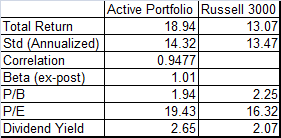 Active Portfolio Russell 3000
Total Return 18.94 13.07
Std (Annualized) 14.32 13.47
Correlation 0.9477
Beta (ex-post) 1.01
P/B 1.94 2.25
P/E 19.43 16.32
Dividend Yield 2.65 2.07